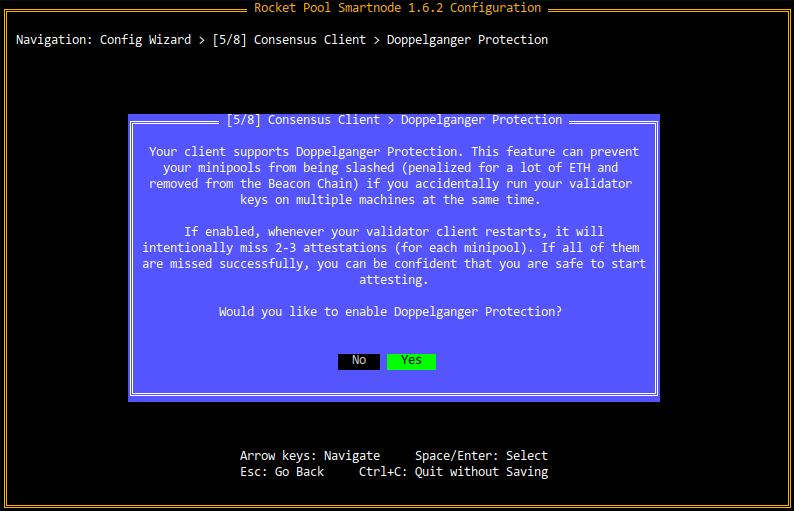 Rocket Pool Smartnode 1.6.2 Configuration
Navigation: Config Wizard > [5/8] Consensus Client > Doppelganger Protection
[5/8] Consensus Client > Doppelganger Protection
Your client supports Doppelganger Protection. This feature can prevent
your minipools from being slashed (penalized for a lot of ETH and
removed from the Beacon Chain) if you accidentally run your validator
keys on multiple machines at the same time.
If enabled, whenever your validator client restarts, it will
intentionally miss 2-3 attestations (for each minipool). If all of them
are missed successfully, you can be confident that you are safe to start
attesting.
Would you like to enable Doppelganger Protection?
No Yes
Arrow keys: Navigate Space/Enter: Select
Esc: Go Back Ctrl+C: Quit without Saving